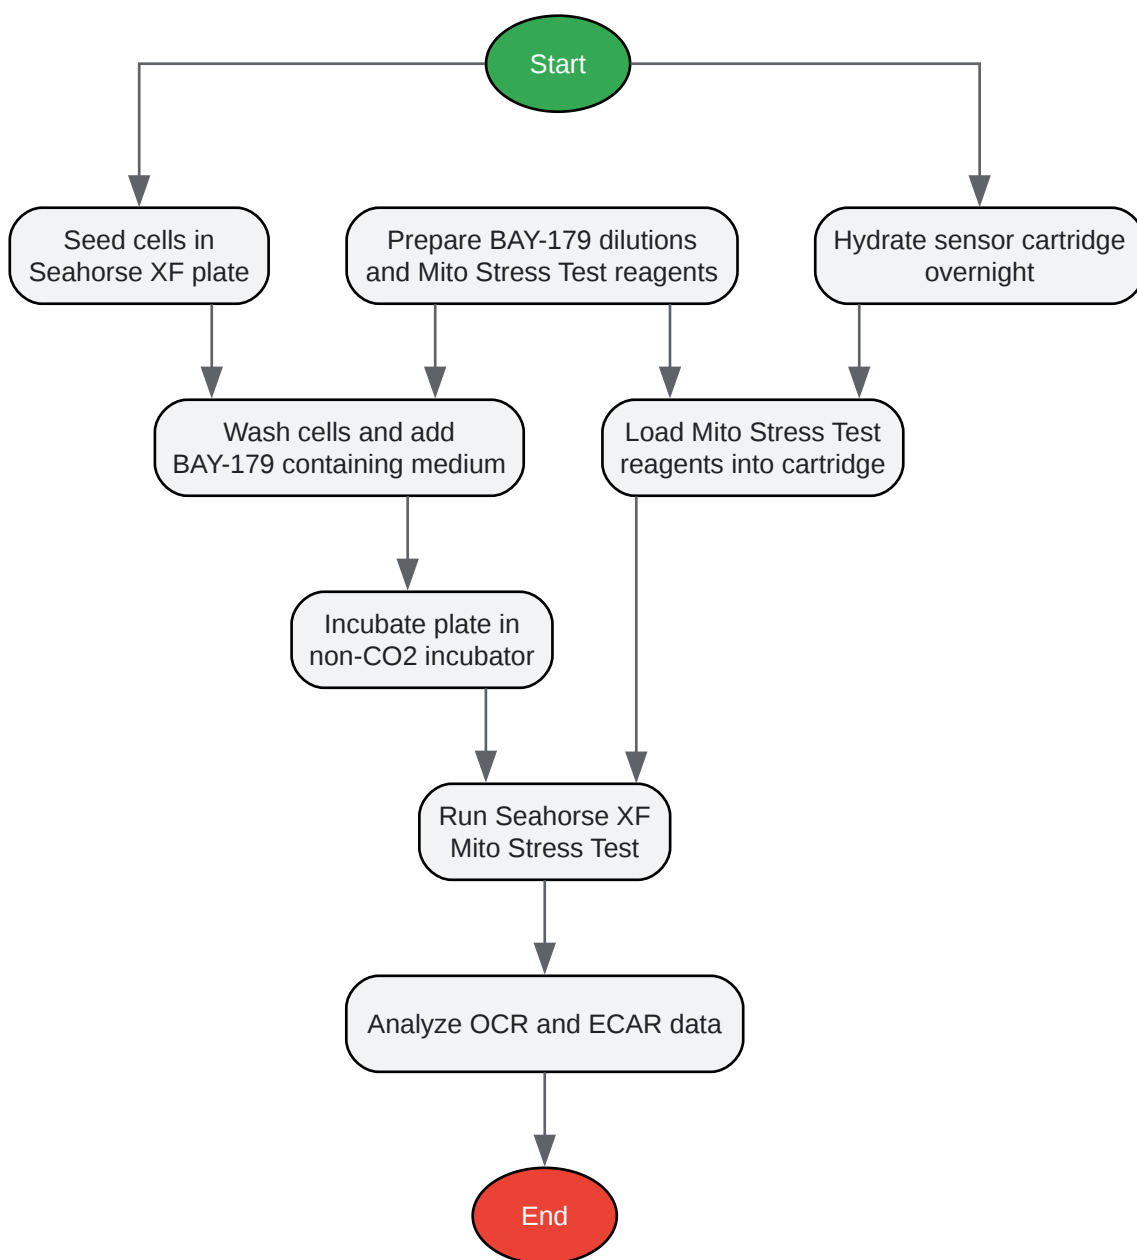 Start
Seed cells in
Seahorse XF plate
Prepare BAY-179 dilutions
and Mito Stress Test reagents
Hydrate sensor cartridge
overnight
Wash cells and add
BAY-179 containing medium
Load Mito Stress Test
reagents into cartridge
Incubate plate in
non-CO2 incubator
Run Seahorse XF
Mito Stress Test
Analyze OCR and ECAR data
End